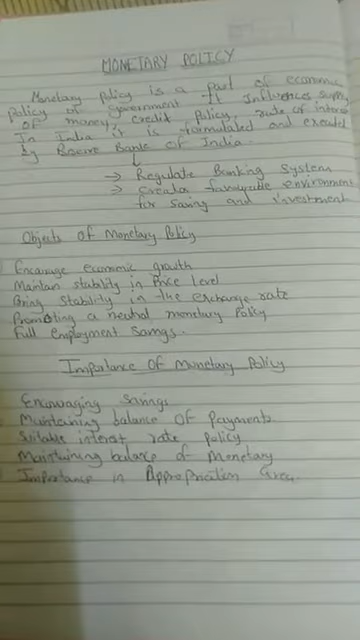 MONETARY POLICY
Monetary policy is a part of economic
policy of government It Influences supply
of money, credit policy, rate of interest
In India it is formulated and created
by Reserve Bank of India.
→ Regulate Banking System
→ Creates favourable environment
for saving and investment
Objects of Monetary Policy
Encourage economic growth
Maintain stability in Price Level
Bring stability in the exchange rate
Promoting a neutral monetary Policy
Full employment Savings.
Importance of Monetary Policy
Encouraging Savings
Maintaining balance of Payments
Suitable interest rate policy
Maintaining balance of Monetary
Importance in